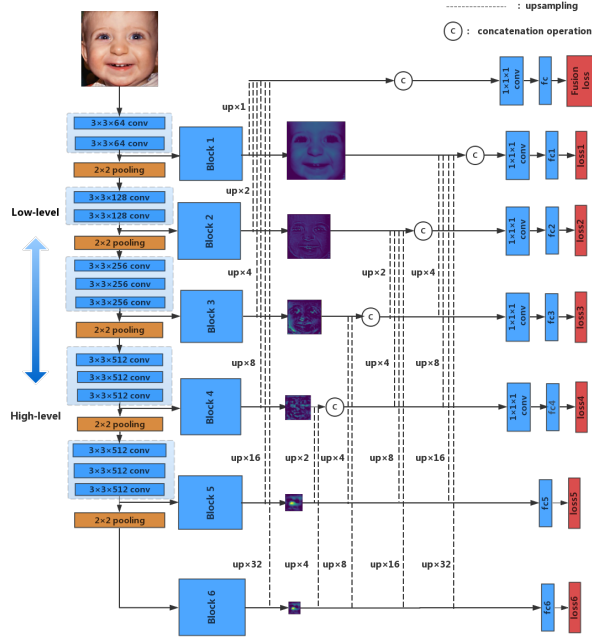 : upsampling
C : concatenation operation
C
1×1×1 conv
fc
Fusion loss
up×1
3×3×64 conv
3×3×64 conv
Block 1
C
1×1×1 conv
fc1
loss1
2×2 pooling
up×2
3×3×128 conv
Low-level
3×3×128 conv
Block 2
C
1×1×1 conv
fc2
loss2
2×2 pooling
up×4
up×2
up×4
3×3×256 conv
3×3×256 conv
3×3×256 conv
Block 3
C
1×1×1 conv
fc3
loss3
2×2 pooling
up×8
up×4
up×8
3×3×512 conv
3×3×512 conv
3×3×512 conv
Block 4
C
1×1×1 conv
fc4
loss4
High-level
2×2 pooling
up×16
up×2
up×4
up×8
up×16
3×3×512 conv
3×3×512 conv
3×3×512 conv
Block 5
fc5
loss5
2×2 pooling
up×32
up×4
up×8
up×16
up×32
Block 6
fc6
loss6